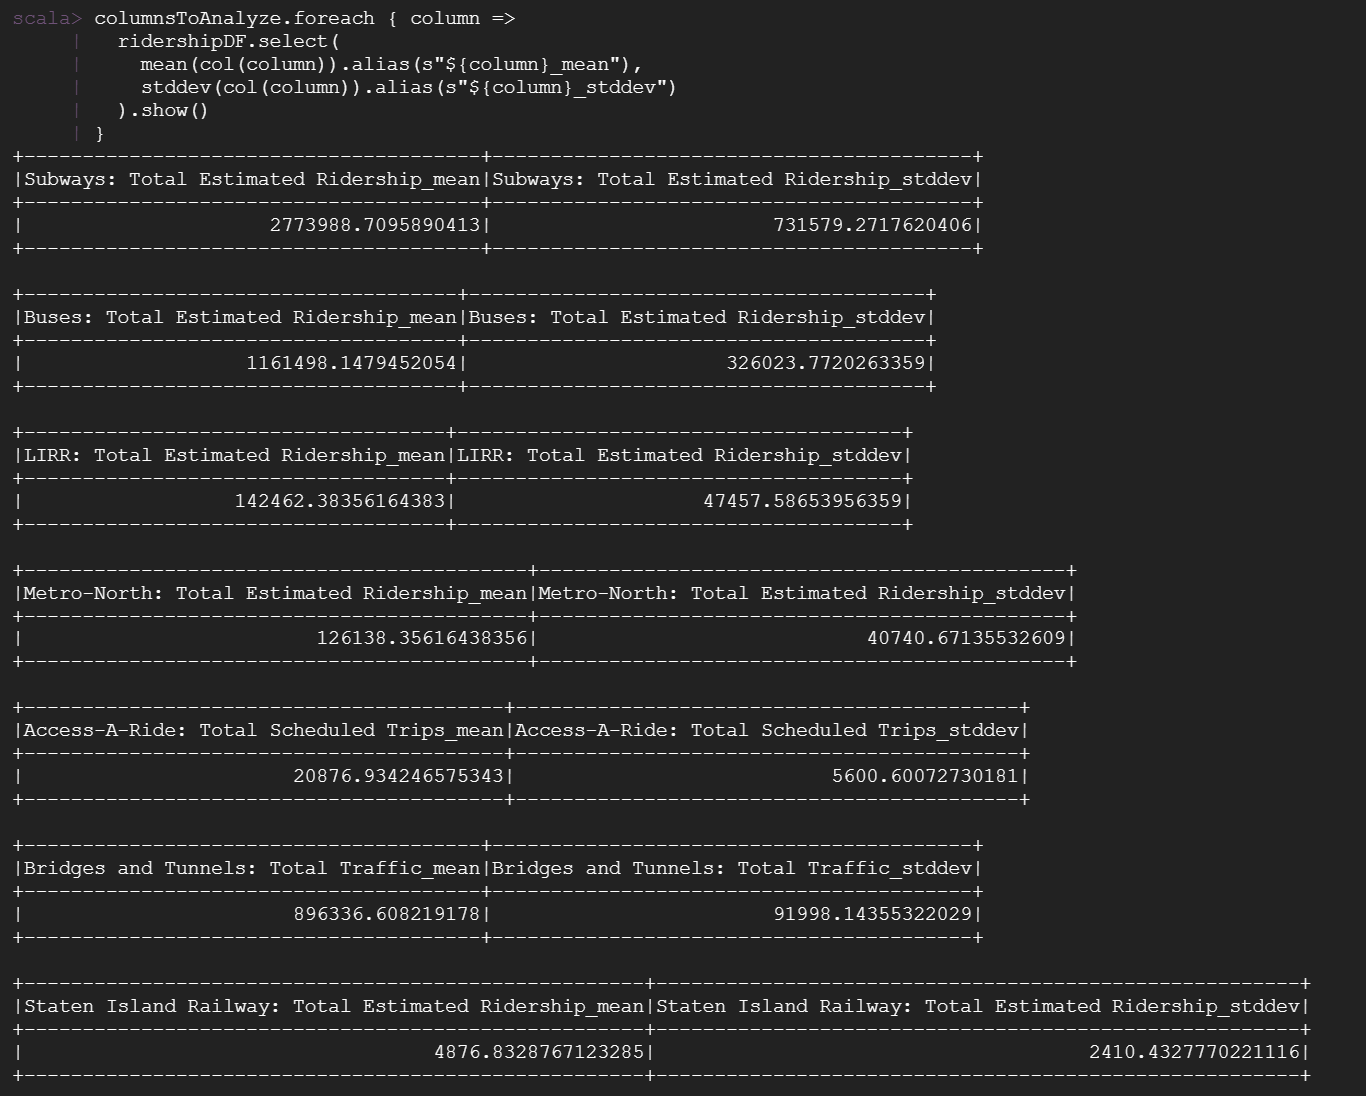 scala> columnsToAnalyze.foreach { column =>
     |   ridershipDF.select(
     |     mean(col(column)).alias(s"${column}_mean"),
     |     stddev(col(column)).alias(s"${column}_stddev")
     |   ).show()
     | }
+---------------------------------------+-----------------------------------------+
|Subways: Total Estimated Ridership_mean|Subways: Total Estimated Ridership_stddev|
+---------------------------------------+-----------------------------------------+
|                     2773988.7095890413|                        731579.2717620406|
+---------------------------------------+-----------------------------------------+

+-------------------------------------+---------------------------------------+
|Buses: Total Estimated Ridership_mean|Buses: Total Estimated Ridership_stddev|
+-------------------------------------+---------------------------------------+
|                   1161498.1479452054|                      326023.7720263359|
+-------------------------------------+---------------------------------------+

+------------------------------------+--------------------------------------+
|LIRR: Total Estimated Ridership_mean|LIRR: Total Estimated Ridership_stddev|
+------------------------------------+--------------------------------------+
|                  142462.38356164383|                     47457.58653956359|
+------------------------------------+--------------------------------------+

+-------------------------------------------+---------------------------------------------+
|Metro-North: Total Estimated Ridership_mean|Metro-North: Total Estimated Ridership_stddev|
+-------------------------------------------+---------------------------------------------+
|                         126138.35616438356|                            40740.67135532609|
+-------------------------------------------+---------------------------------------------+

+-----------------------------------------+-------------------------------------------+
|Access-A-Ride: Total Scheduled Trips_mean|Access-A-Ride: Total Scheduled Trips_stddev|
+-----------------------------------------+-------------------------------------------+
|                       20876.934246575343|                           5600.60072730181|
+-----------------------------------------+-------------------------------------------+

+---------------------------------------+-----------------------------------------+
|Bridges and Tunnels: Total Traffic_mean|Bridges and Tunnels: Total Traffic_stddev|
+---------------------------------------+-----------------------------------------+
|                       896336.608219178|                        91998.14355322029|
+---------------------------------------+-----------------------------------------+

+-----------------------------------------------------+-------------------------------------------------------+
|Staten Island Railway: Total Estimated Ridership_mean|Staten Island Railway: Total Estimated Ridership_stddev|
+-----------------------------------------------------+-------------------------------------------------------+
|                                   4876.8328767123285|                                     2410.4327770221116|
+-----------------------------------------------------+-------------------------------------------------------+